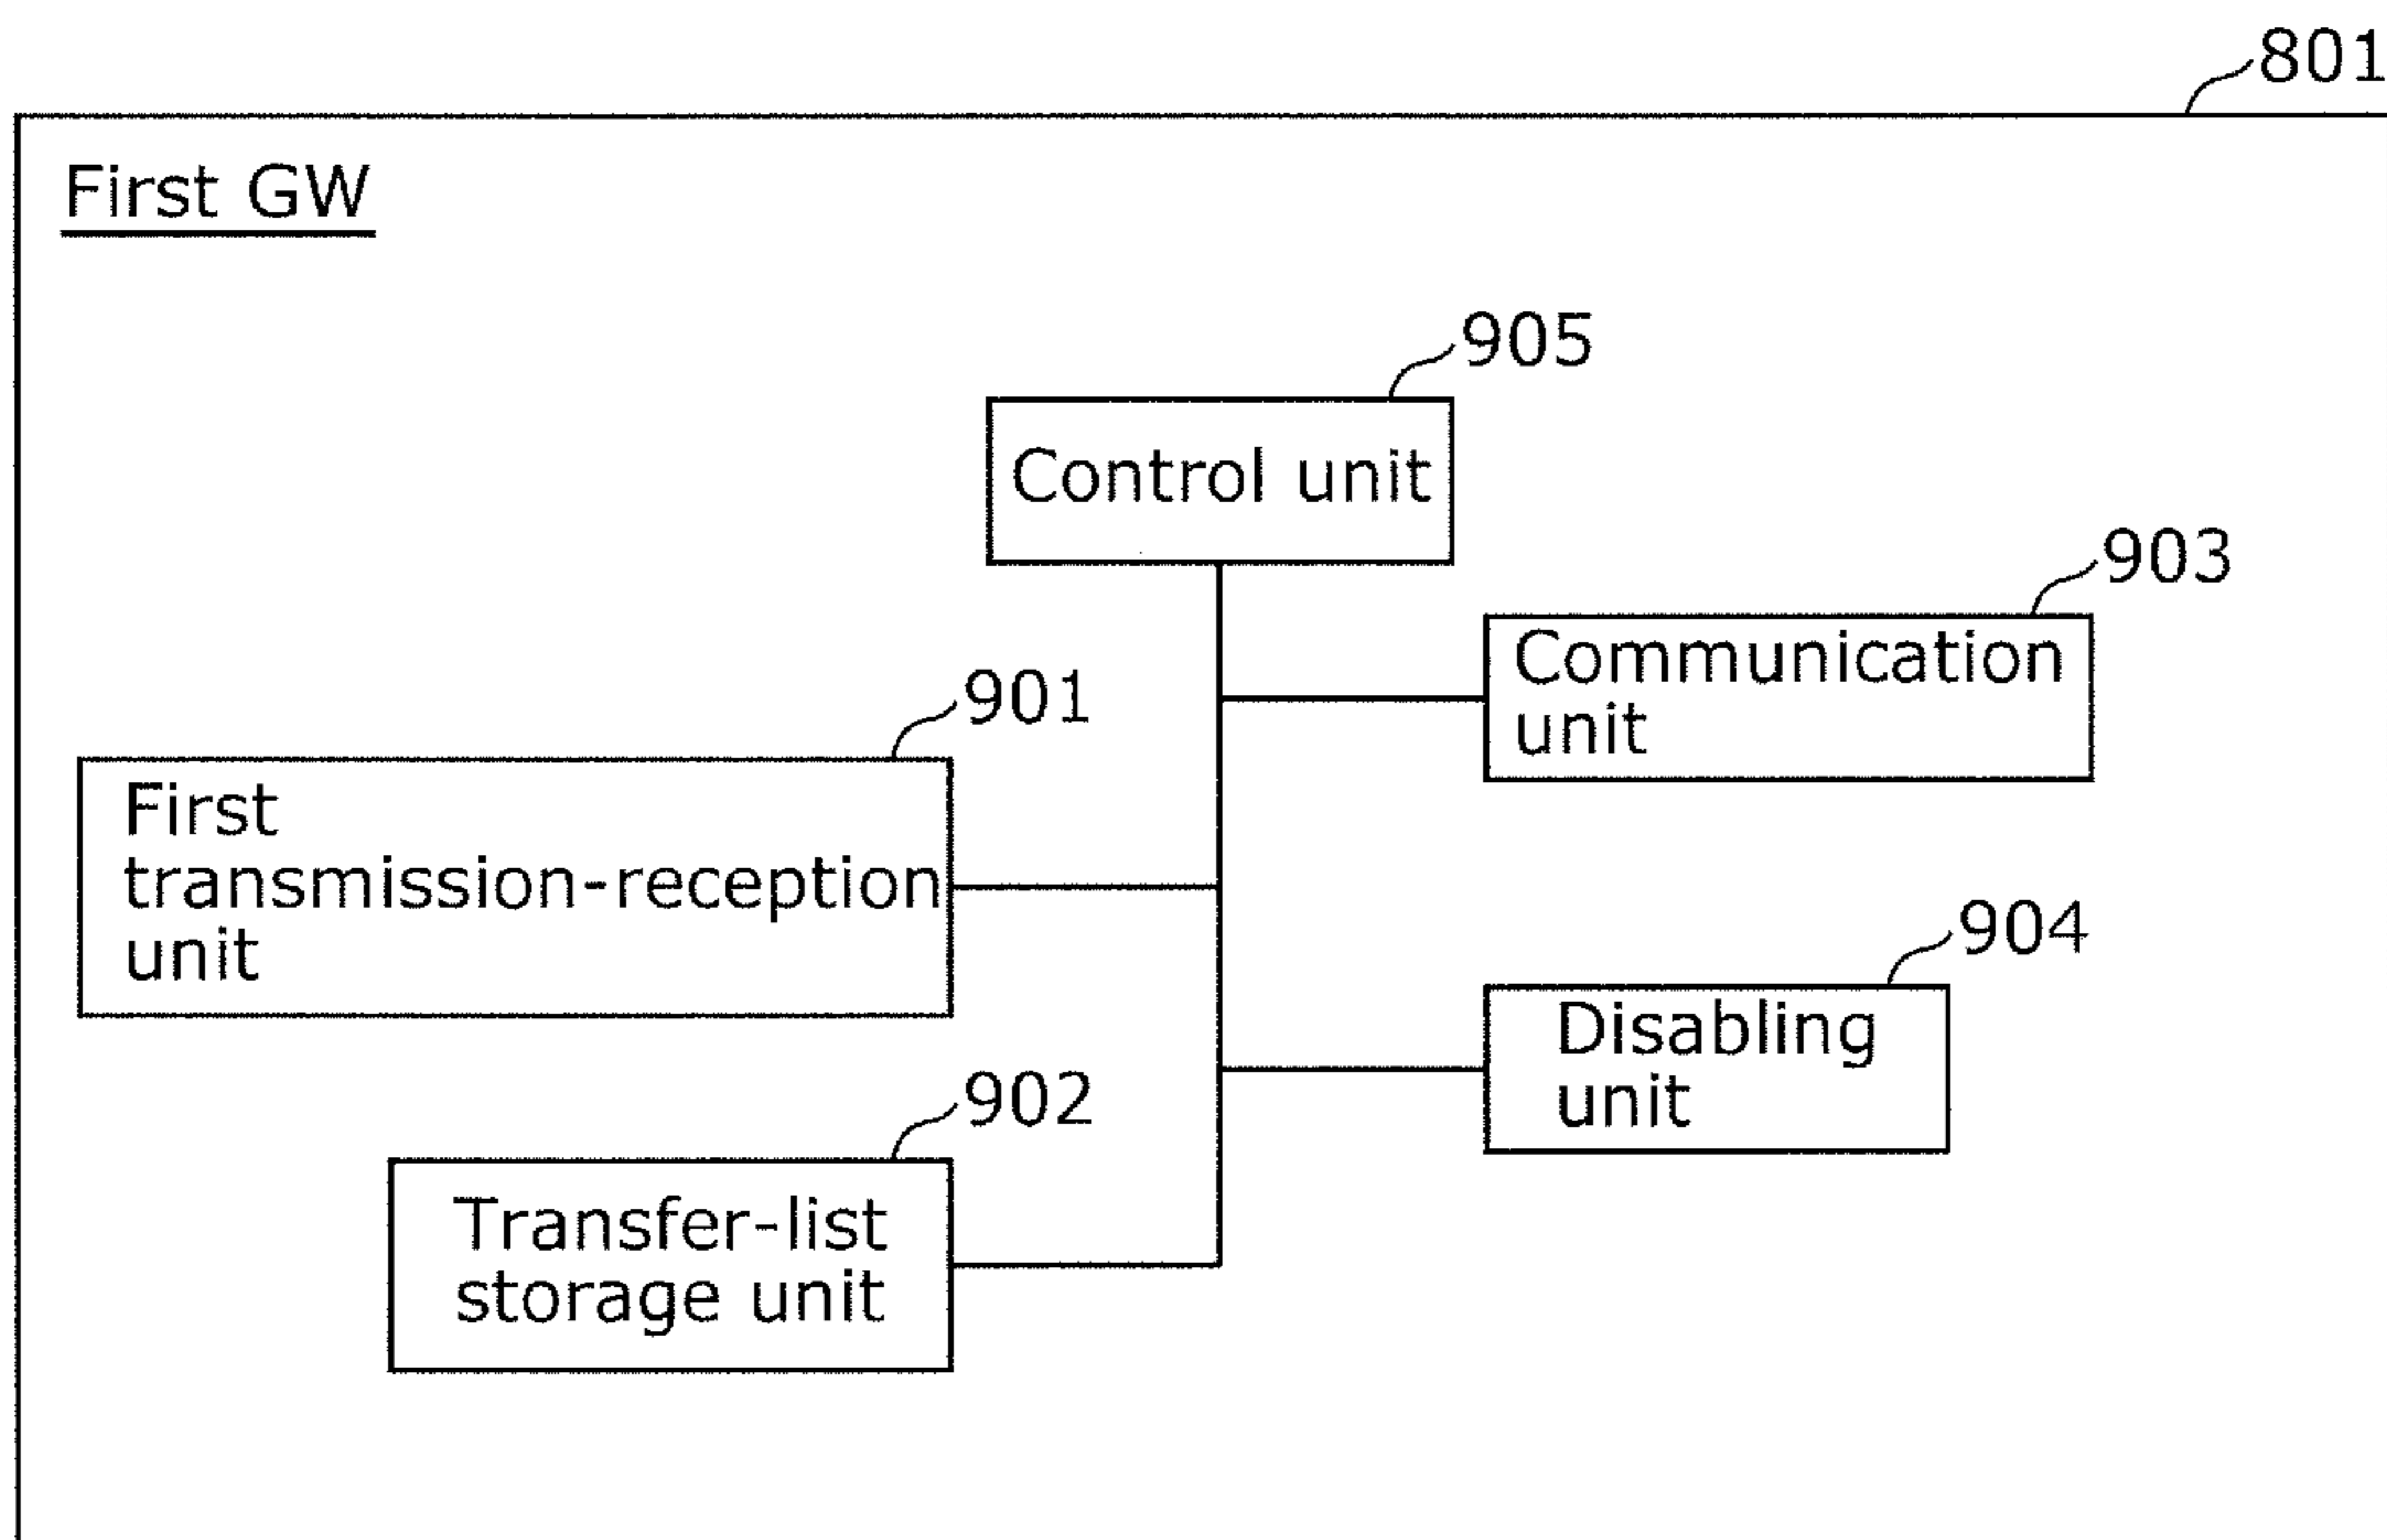 801
First GW
905
Control unit
903
Communication
unit
901
First
transmission-reception
unit
904
Disabling
unit
902
Transfer-list
storage unit